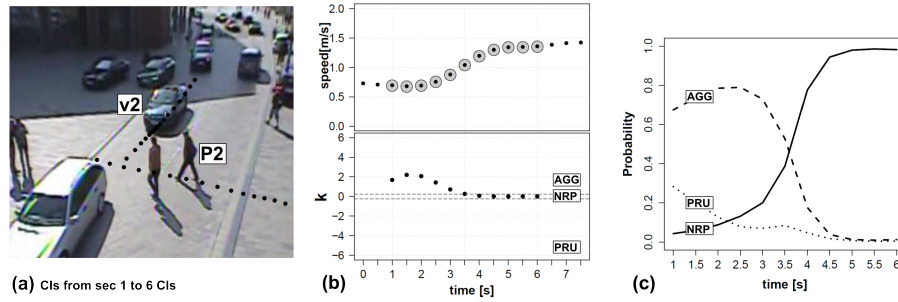 v2
P2
(a) CIs from sec 1 to 6 CIs
speed[m/s]
2.0
1.5
1.0
0.5
0.0
k
6
4
2
0
−2
−4
−6
AGG
NRP
PRU
0 1 2 3 4 5 6 7
(b) time [s]
Probability
1.0
0.8
0.6
0.4
0.2
0.0
AGG
PRU
NRP
1 1.5 2 2.5 3 3.5 4 4.5 5 5.5 6
(c) time [s]